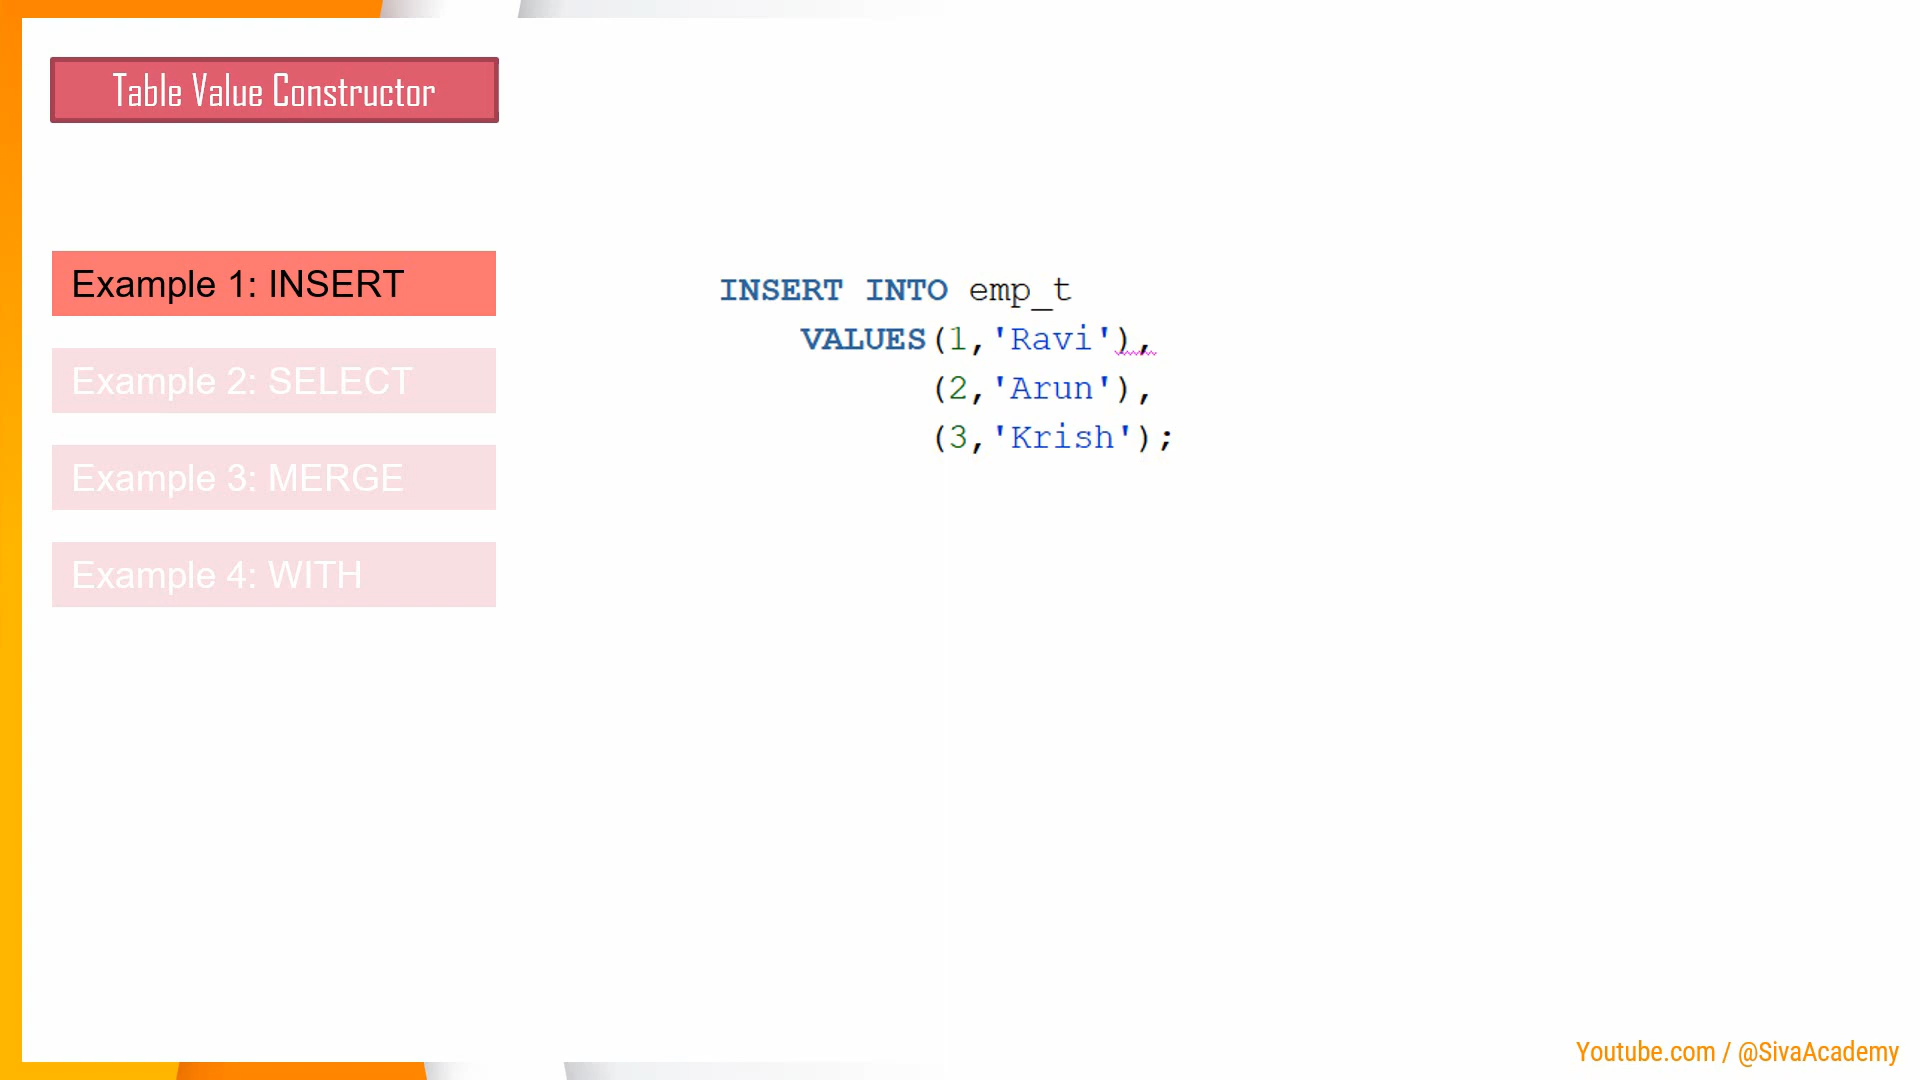 Table Value Constructor
Example 1: INSERT
Example 2: SELECT
Example 3: MERGE
Example 4: WITH
INSERT INTO emp_t
VALUES(1,'Ravi'),
(2,'Arun'),
(3,'Krish');
Youtube.com / @SivaAcademy